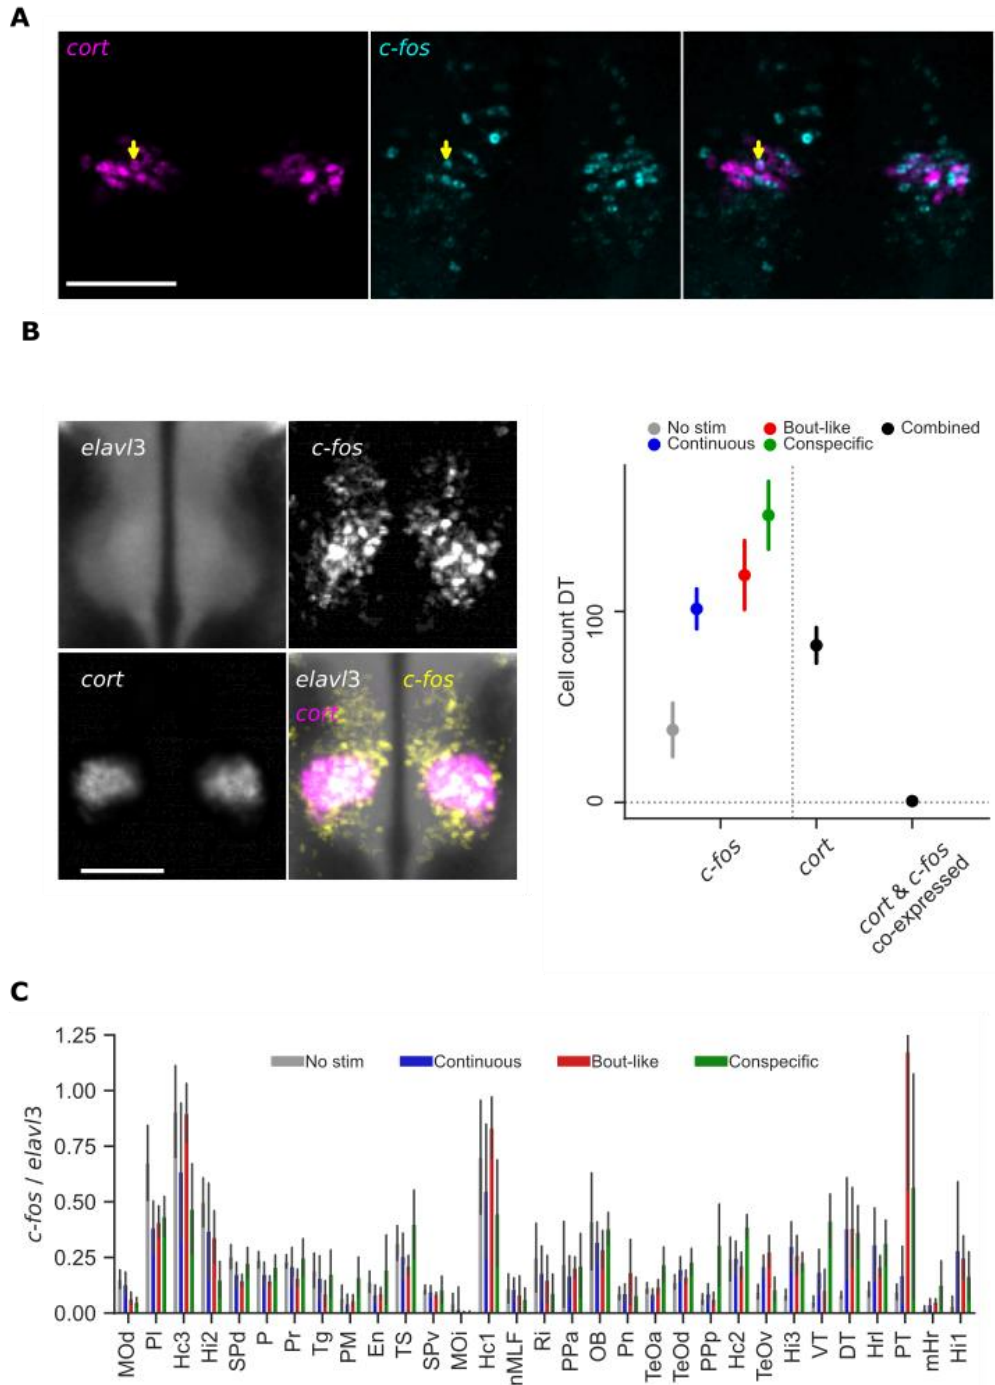 A
cort
c-fos
B
elavl3
c-fos
cort
elavl3
c-fos
cort
No stim
Bout-like
Combined
Continuous
Conspecific
Cell count DT
100
0
c-fos
cort
cort & c-fos
co-expressed
C
c-fos / elavl3
1.25
1.00
0.75
0.50
0.25
0.00
No stim
Continuous
Bout-like
Conspecific
MOd
Pl
Hc3
Hi2
SPd
P
Pr
Tg
PM
En
TS
SPv
MOi
Hc1
nMLF
Ri
PPa
OB
Pn
TeOa
TeOd
PPp
Hc2
TeOv
Hi3
VT
DT
Hrl
PT
mHr
Hi1